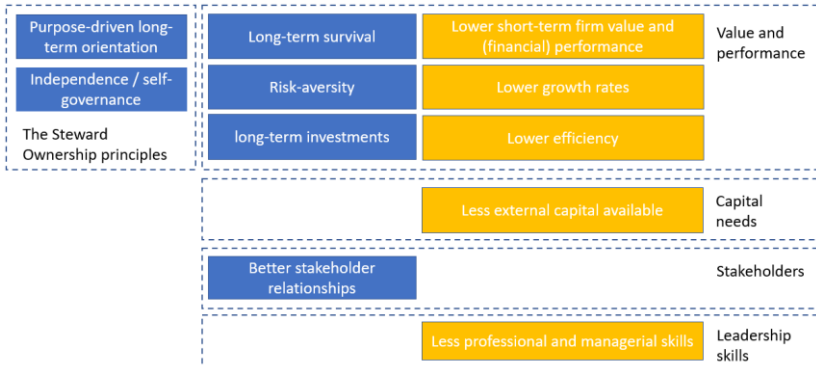 Purpose-driven long-
term orientation
Independence / self-
governance
The Steward
Ownership principles
Long-term survival
Risk-aversity
long-term investments
Lower short-term firm value and
(financial) performance
Lower growth rates
Lower efficiency
Value and
performance
Less external capital available
Capital
needs
Better stakeholder
relationships
Stakeholders
Less professional and managerial skills
Leadership
skills